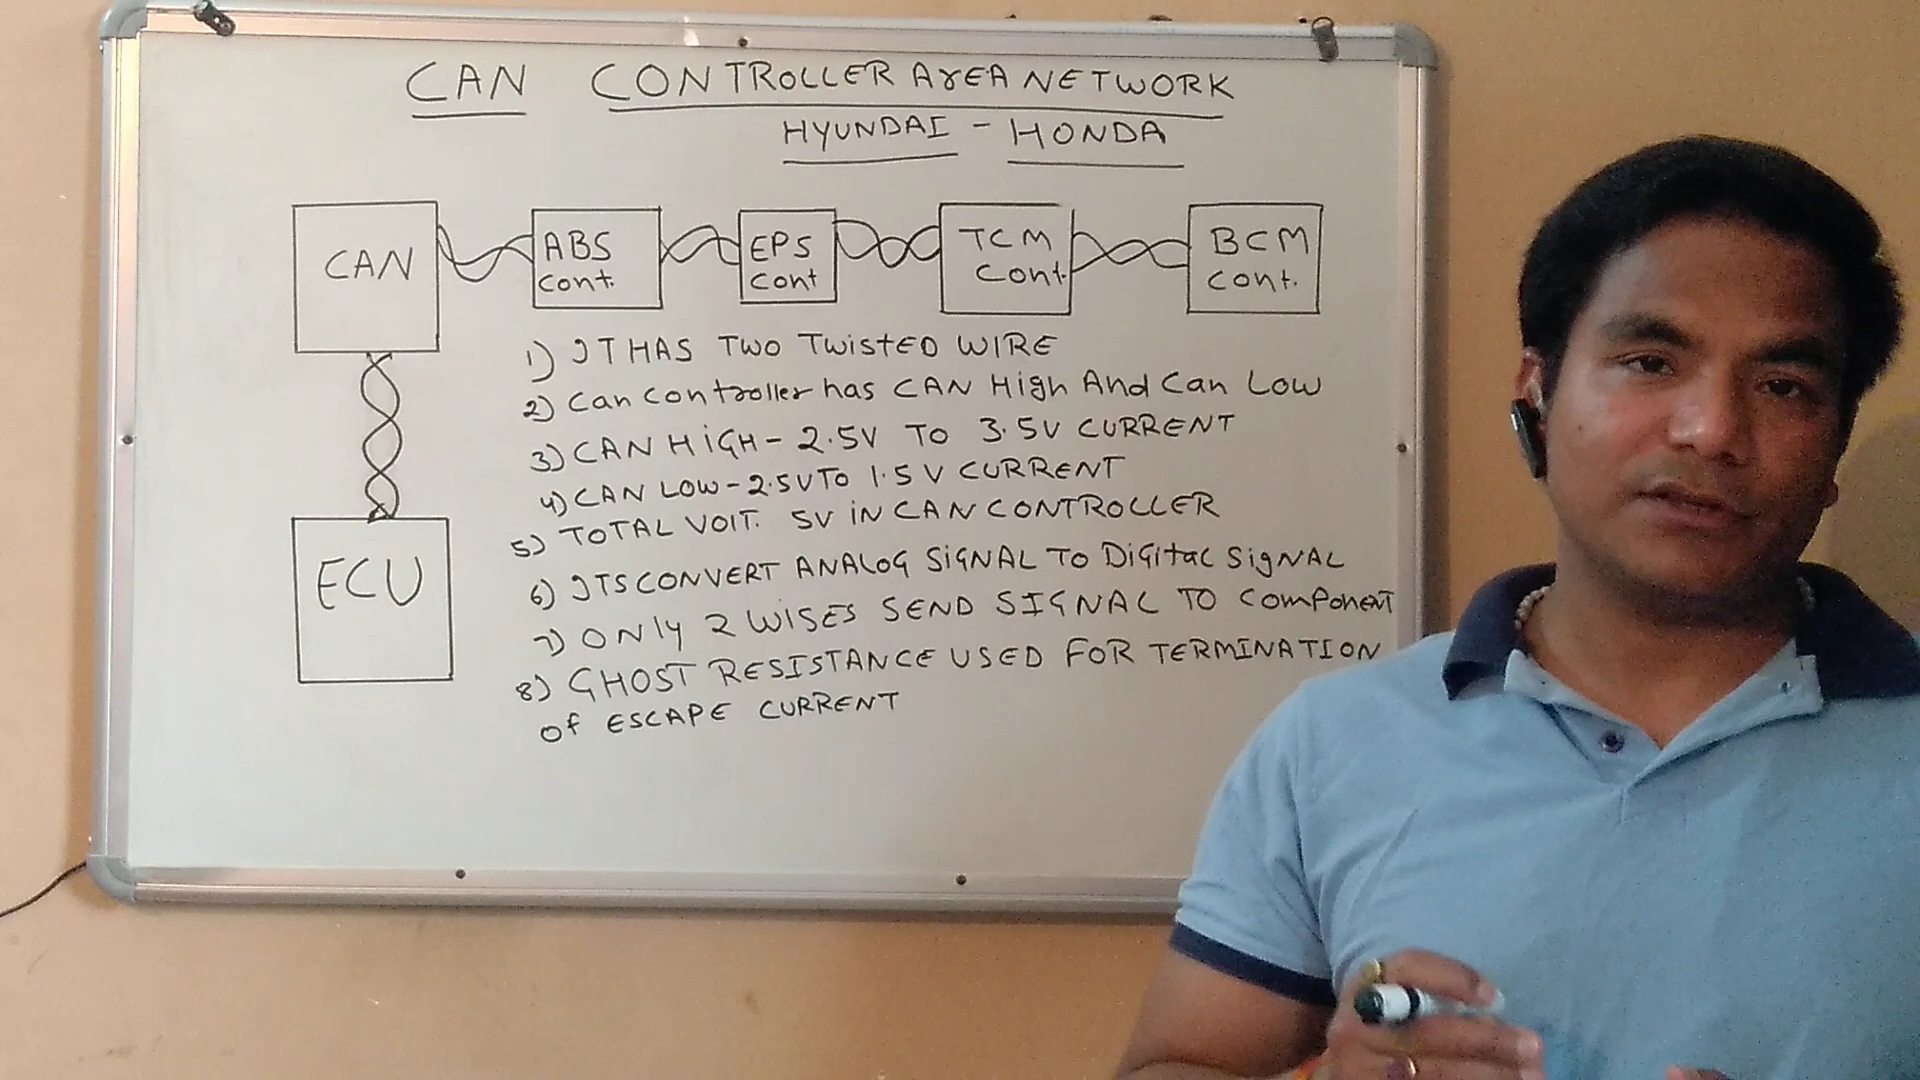 CAN CONTROLLER AREA NETWORK
HYUNDAI - HONDA
CAN
ABS
cont.
EPS
cont
TCM
Cont.
BCM
cont.
ECU
1) IT HAS TWO TWISTED WIRE
2) Can controller has CAN High And Can Low
3) CAN HIGH - 2.5V TO 3.5V CURRENT
4) CAN LOW - 2.5V TO 1.5V CURRENT
5) TOTAL VOIT. 5V IN CAN CONTROLLER
6) ITS CONVERT ANALOG SIGNAL TO DIGITAL SIGNAL
7) ONLY 2 WISES SEND SIGNAL TO COMPONENT
8) GHOST RESISTANCE USED FOR TERMINATION
OF ESCAPE CURRENT